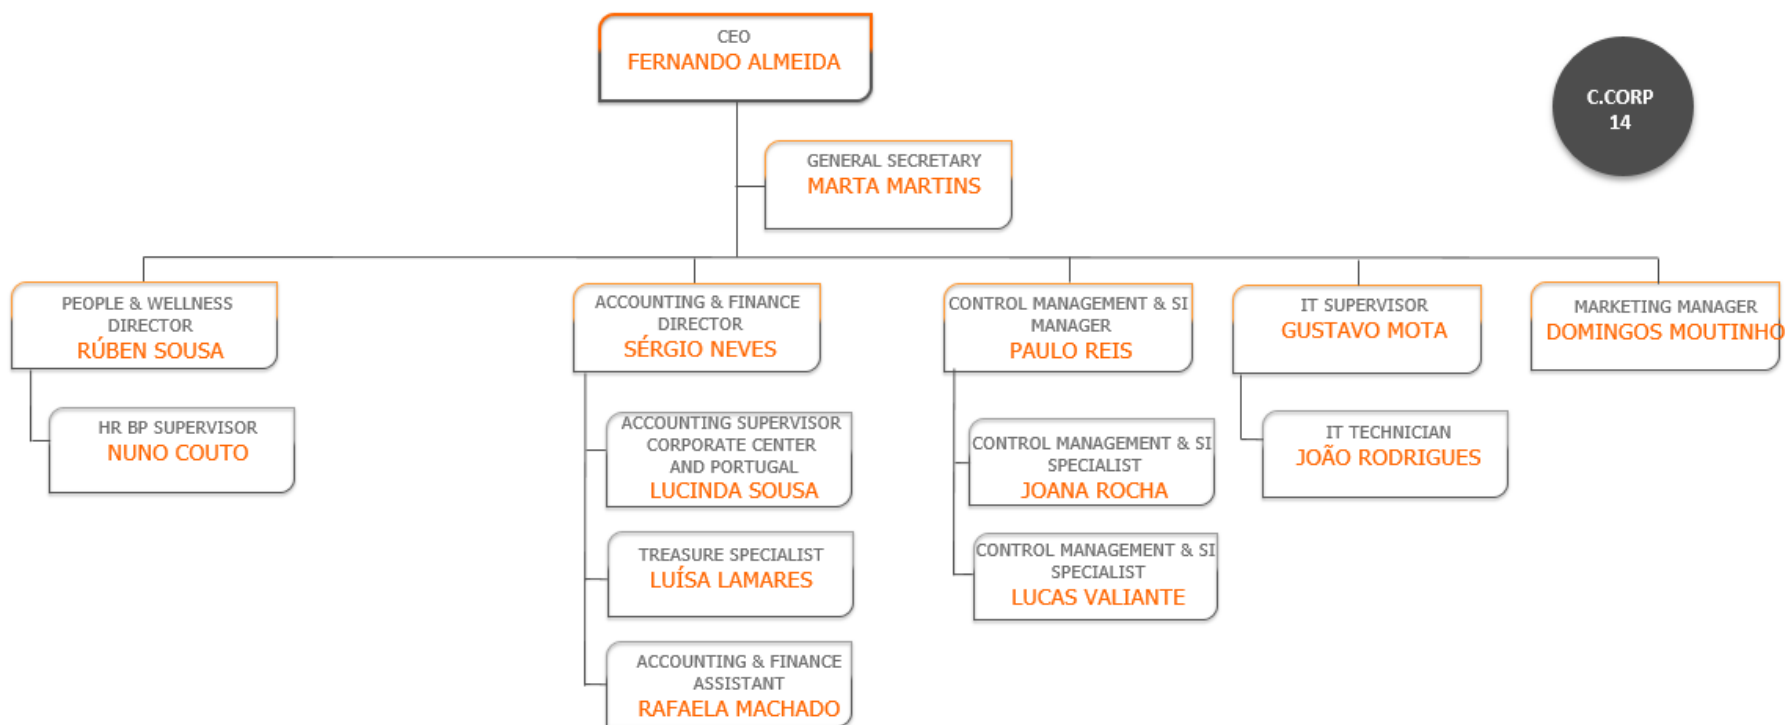 CEO
FERNANDO ALMEIDA
C.CORP
14
GENERAL SECRETARY
MARTA MARTINS
PEOPLE & WELLNESS
DIRECTOR
RÚBEN SOUSA
ACCOUNTING & FINANCE
DIRECTOR
SÉRGIO NEVES
CONTROL MANAGEMENT & SI
MANAGER
PAULO REIS
IT SUPERVISOR
GUSTAVO MOTA
MARKETING MANAGER
DOMINGOS MOUTINHO
HR BP SUPERVISOR
NUNO COUTO
ACCOUNTING SUPERVISOR
CORPORATE CENTER
AND PORTUGAL
LUCINDA SOUSA
CONTROL MANAGEMENT & SI
SPECIALIST
JOANA ROCHA
IT TECHNICIAN
JOÃO RODRIGUES
TREASURE SPECIALIST
LUÍSA LAMARES
CONTROL MANAGEMENT & SI
SPECIALIST
LUCAS VALIANTE
ACCOUNTING & FINANCE
ASSISTANT
RAFAELA MACHADO